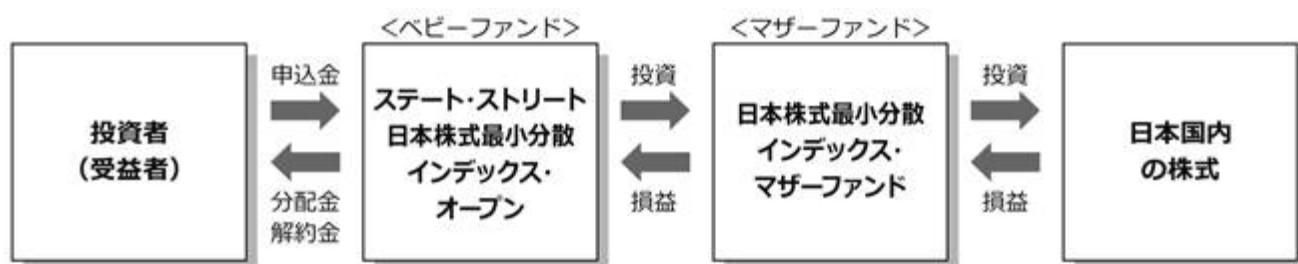 <ベビーファンド>
<マザーファンド>
投資者
（受益者）
申込金
分配金
解約金
ステート・ストリート
日本株式最小分散
インデックス・
オープン
投資
損益
日本株式最小分散
インデックス・
マザーファンド
投資
損益
日本国内
の株式